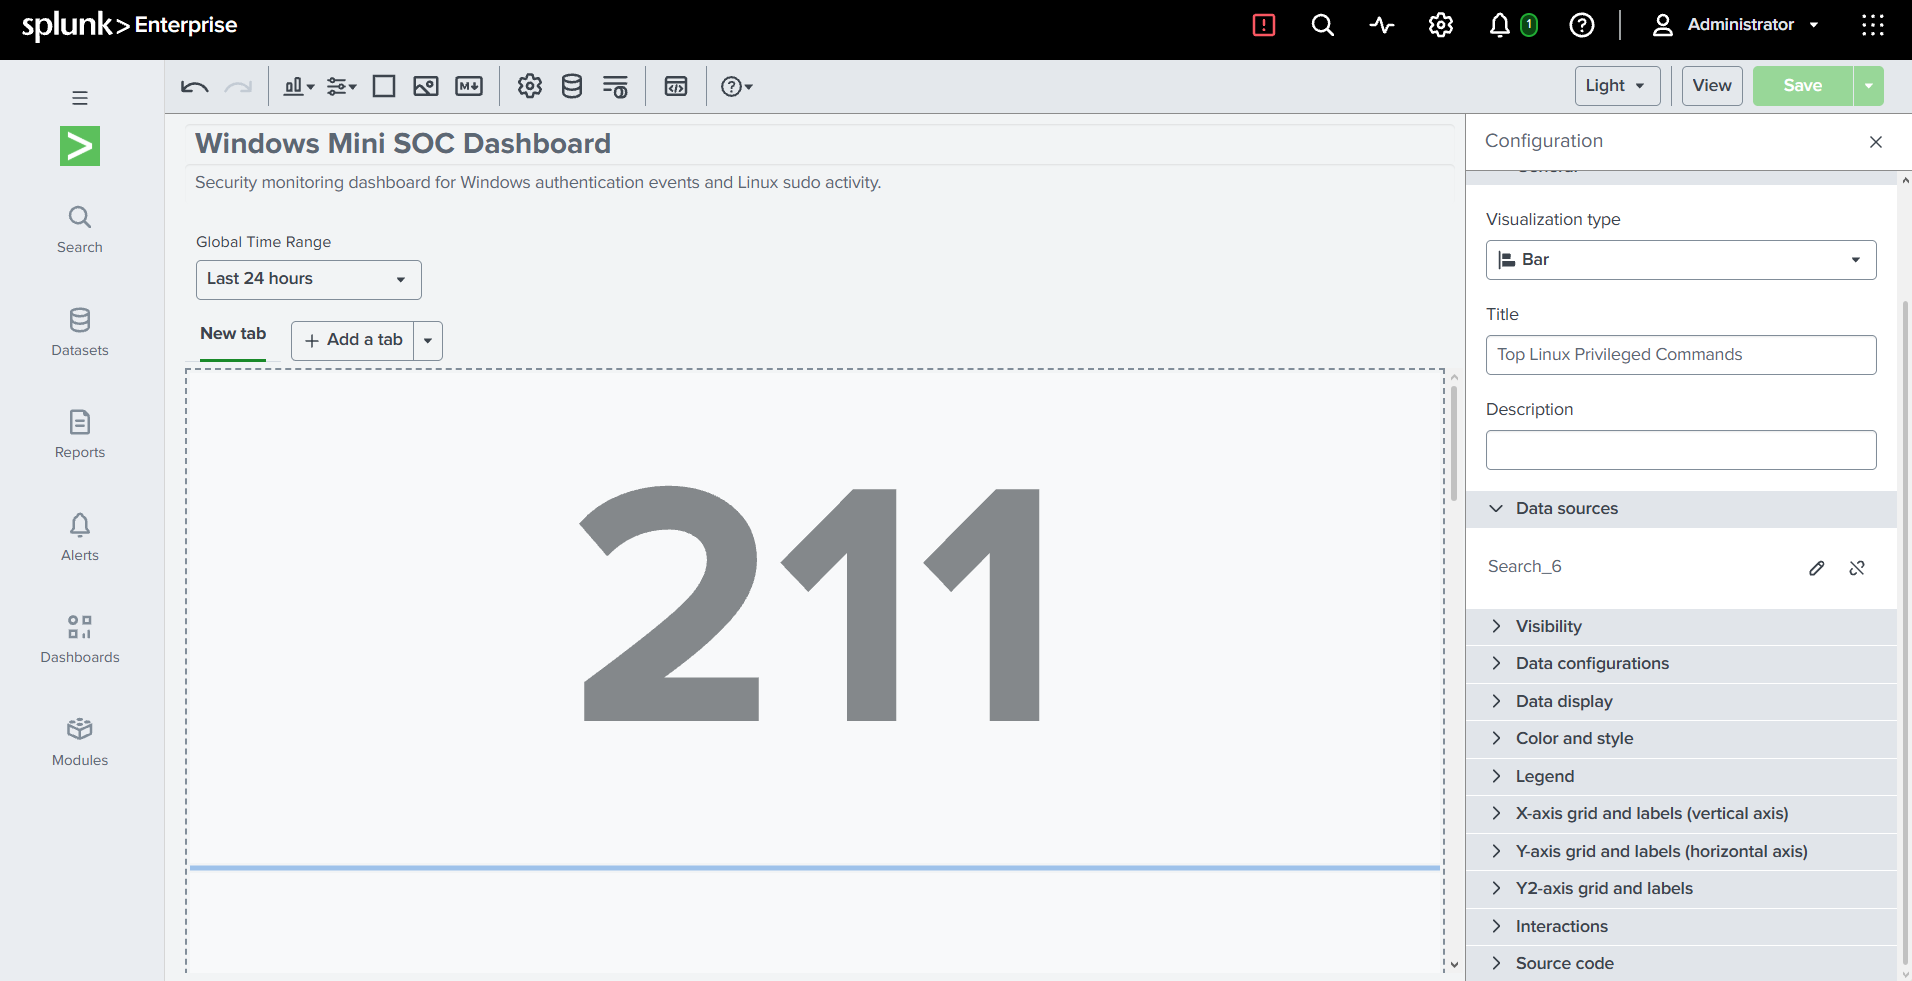 splunk> Enterprise
1
Administrator
Light
View
Save
Windows Mini SOC Dashboard
Security monitoring dashboard for Windows authentication events and Linux sudo activity.
Global Time Range
Last 24 hours
New tab
+ Add a tab
211
Search
Datasets
Reports
Alerts
Dashboards
Modules
Configuration
General
Visualization type
Bar
Title
Top Linux Privileged Commands
Description
Data sources
Search_6
Visibility
Data configurations
Data display
Color and style
Legend
X-axis grid and labels (vertical axis)
Y-axis grid and labels (horizontal axis)
Y2-axis grid and labels
Interactions
Source code